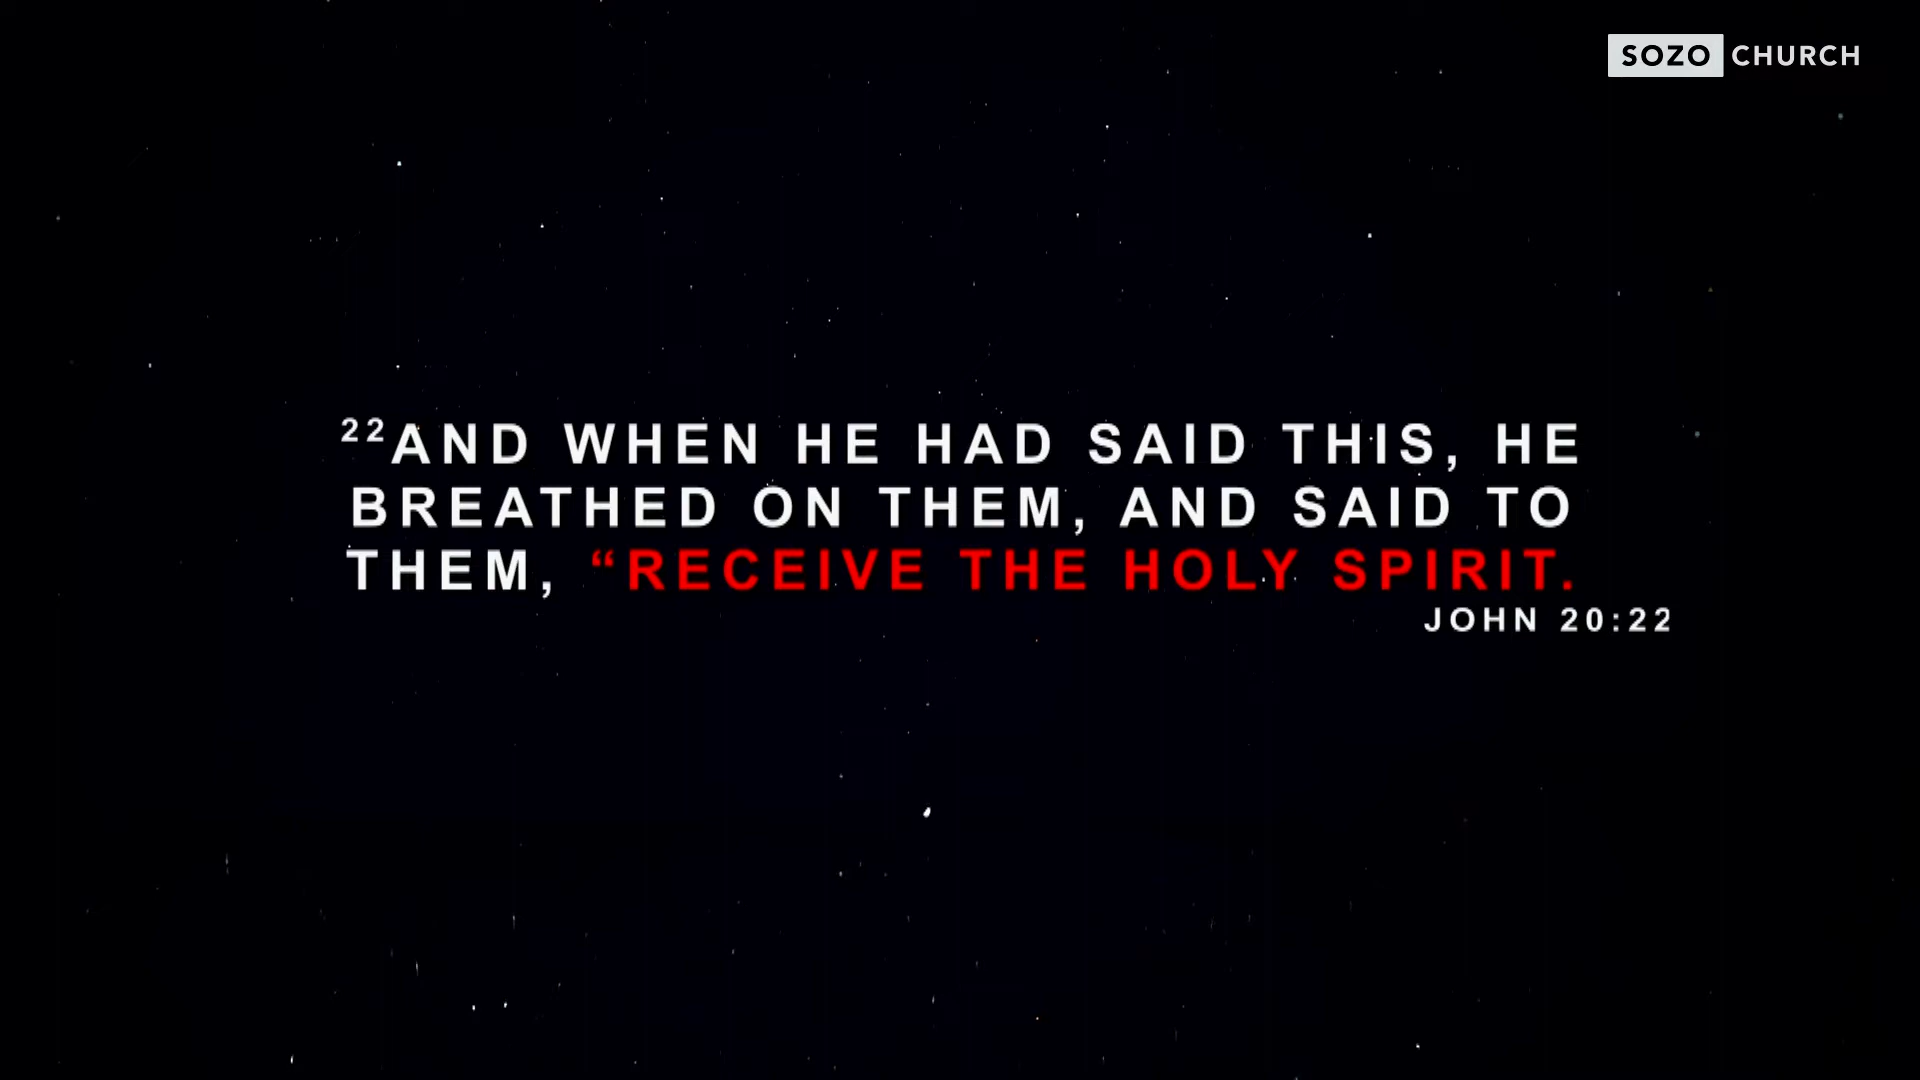 SOZO CHURCH
²²AND WHEN HE HAD SAID THIS, HE
BREATHED ON THEM, AND SAID TO
THEM, “RECEIVE THE HOLY SPIRIT.
JOHN 20:22